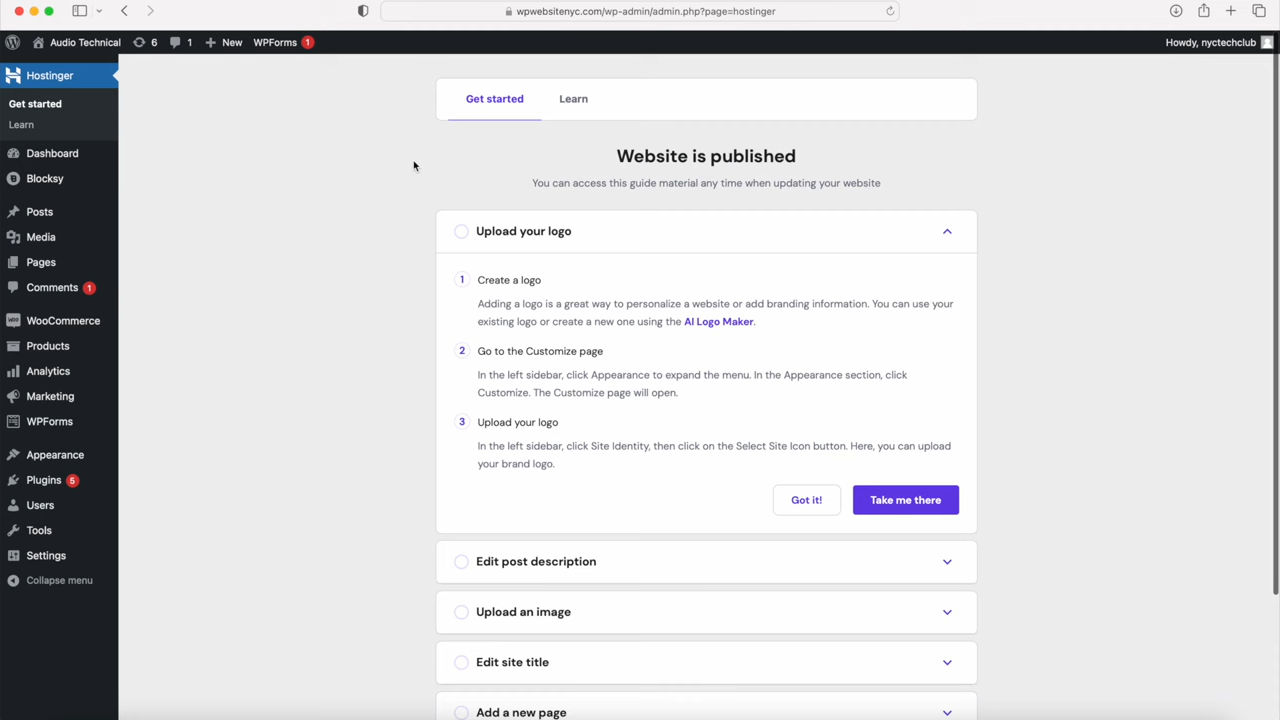 wpwebsitenyc.com/wp-admin/admin.php?page=hostinger
Audio Technical
6
1
New
WPForms 1
Howdy, nyctechclub
Hostinger
Get started
Learn
Dashboard
Blocksy
Posts
Media
Pages
Comments 1
WooCommerce
Products
Analytics
Marketing
WPForms
Appearance
Plugins 5
Users
Tools
Settings
Collapse menu
Get started
Learn
Website is published
You can access this guide material any time when updating your website
Upload your logo
1 Create a logo
Adding a logo is a great way to personalize a website or add branding information. You can use your
existing logo or create a new one using the AI Logo Maker.
2 Go to the Customize page
In the left sidebar, click Appearance to expand the menu. In the Appearance section, click
Customize. The Customize page will open.
3 Upload your logo
In the left sidebar, click Site Identity, then click on the Select Site Icon button. Here, you can upload
your brand logo.
Got it!
Take me there
Edit post description
Upload an image
Edit site title
Add a new page